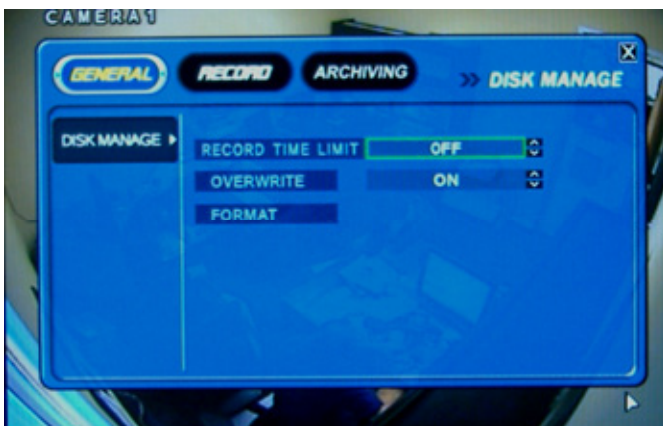 CAMERA1
GENERAL RECORD ARCHIVING >> DISK MANAGE X
DISK MANAGE
RECORD TIME LIMIT OFF
OVERWRITE ON
FORMAT